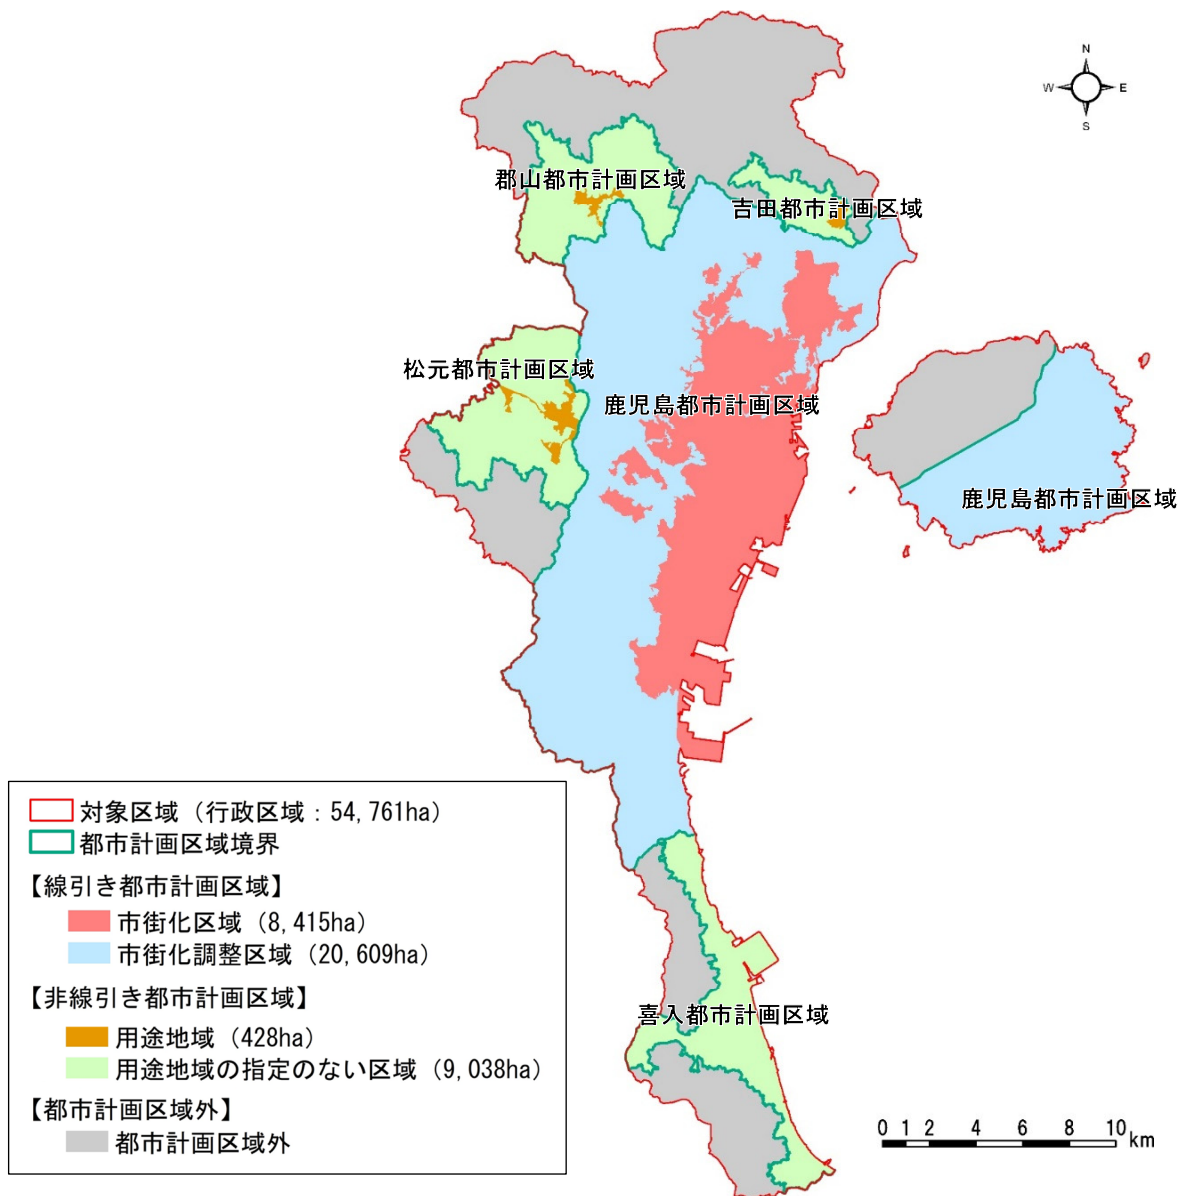 N
W E
S
郡山都市計画区域
吉田都市計画区域
松元都市計画区域
鹿児島都市計画区域
鹿児島都市計画区域
対象区域（行政区域：54,761ha）
都市計画区域境界
【線引き都市計画区域】
市街化区域（8,415ha）
市街化調整区域（20,609ha）
【非線引き都市計画区域】
用途地域（428ha）
用途地域の指定のない区域（9,038ha）
【都市計画区域外】
都市計画区域外
喜入都市計画区域
0 1 2 4 6 8 10
km